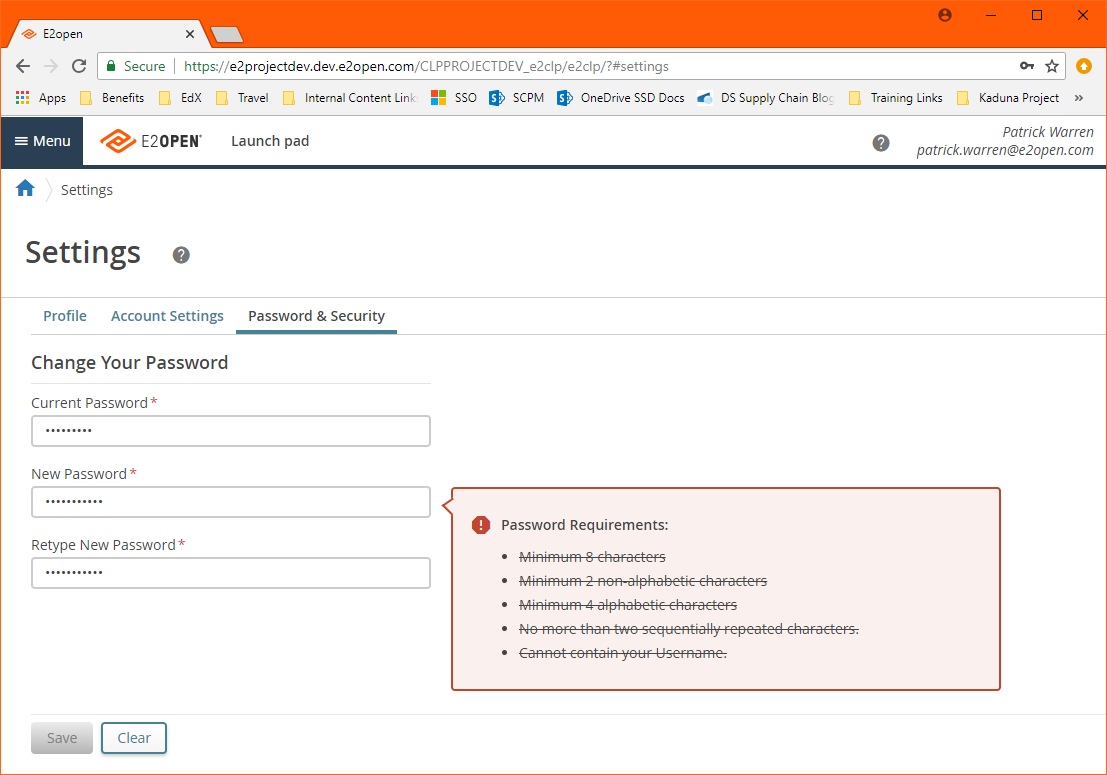 E2open
Secure https://e2projectdev.dev.e2open.com/CLPPROJECTDEV_e2clp/e2clp/?#settings
Apps Benefits EdX Travel Internal Content Link SSO SCPM OneDrive SSD Docs DS Supply Chain Blog Training Links Kaduna Project »
Menu E2OPEN Launch pad ? Patrick Warren
patrick.warren@e2open.com
Settings
Settings ?
Profile Account Settings Password & Security
Change Your Password
Current Password*
•••••••••
New Password*
•••••••••••
Retype New Password*
•••••••••••
! Password Requirements:
• Minimum 8 characters
• Minimum 2 non-alphabetic characters
• Minimum 4 alphabetic characters
• No more than two sequentially repeated characters.
• Cannot contain your Username.
Save Clear